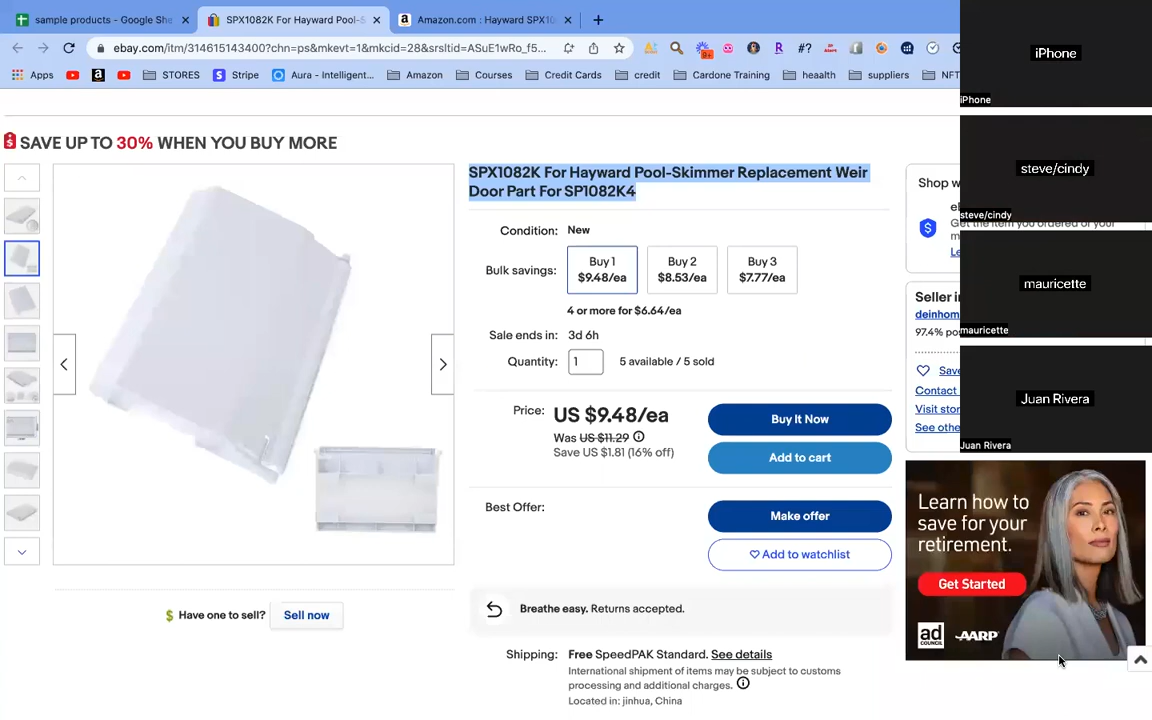 sample products - Google She
SPX1082K For Hayward Pool-S
Amazon.com : Hayward SPX10
ebay.com/itm/314615143400?chn=ps&mkevt=1&mkcid=28&srsltid=ASuE1wRo_f5...
Apps
STORES
Stripe
Aura - Intelligent...
Amazon
Courses
Credit Cards
credit
Cardone Training
heaalth
suppliers
NFT
iPhone
iPhone
SAVE UP TO 30% WHEN YOU BUY MORE
SPX1082K For Hayward Pool-Skimmer Replacement Weir
Door Part For SP1082K4
Condition: New
Bulk savings:
Buy 1
$9.48/ea
Buy 2
$8.53/ea
Buy 3
$7.77/ea
4 or more for $6.64/ea
Sale ends in: 3d 6h
Quantity: 1 5 available / 5 sold
Price: US $9.48/ea
Was US $11.29
Save US $1.81 (16% off)
Buy It Now
Add to cart
Best Offer:
Make offer
Add to watchlist
Have one to sell? Sell now
Breathe easy. Returns accepted.
Shipping: Free SpeedPAK Standard. See details
International shipment of items may be subject to customs
processing and additional charges.
Located in: jinhua, China
Shop w
Get the item you ordered or your
Seller i
deinhom
97.4% po
Save
Contact
Visit stor
See othe
steve/cindy
steve/cindy
mauricette
mauricette
Juan Rivera
Juan Rivera
Learn how to
save for your
retirement.
Get Started
ad
COUNCIL
AARP